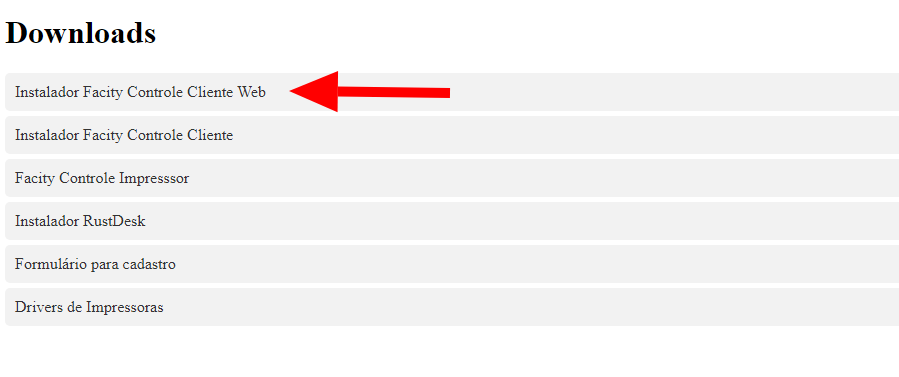 Downloads
Instalador Facity Controle Cliente Web
Instalador Facity Controle Cliente
Facity Controle Impresssor
Instalador RustDesk
Formulário para cadastro
Drivers de Impressoras